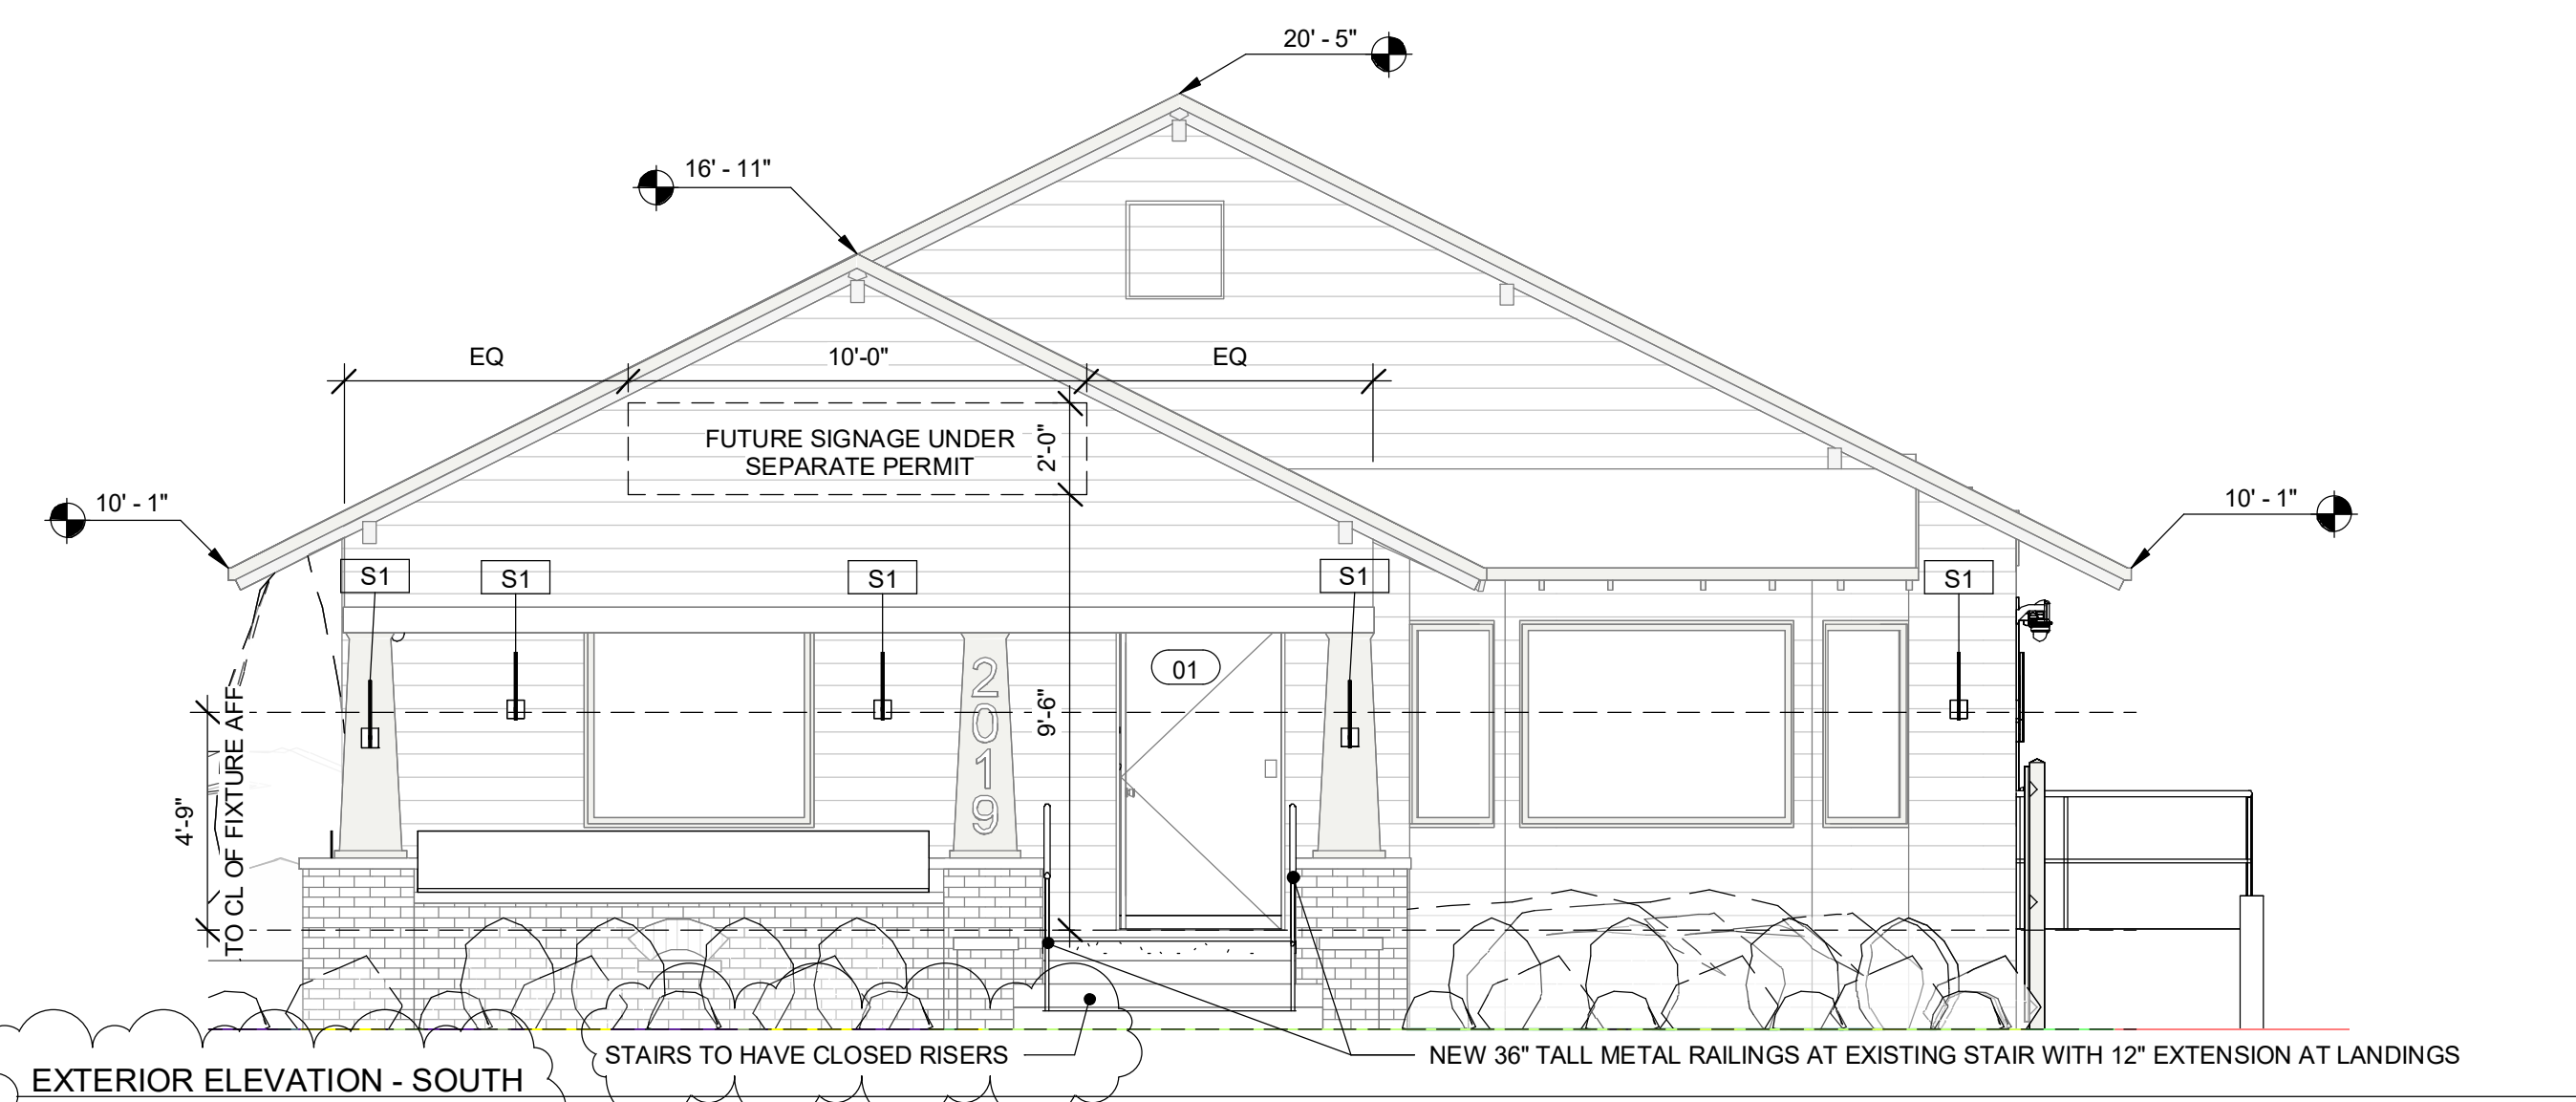 20' - 5"
16' - 11"
EQ
10'-0"
EQ
FUTURE SIGNAGE UNDER
SEPARATE PERMIT
2'-0"
10' - 1"
10' - 1"
S1
S1
S1
S1
S1
01
2019
9'-6"
4'-9"
TO CL OF FIXTURE AFF
STAIRS TO HAVE CLOSED RISERS
NEW 36" TALL METAL RAILINGS AT EXISTING STAIR WITH 12" EXTENSION AT LANDINGS
EXTERIOR ELEVATION - SOUTH